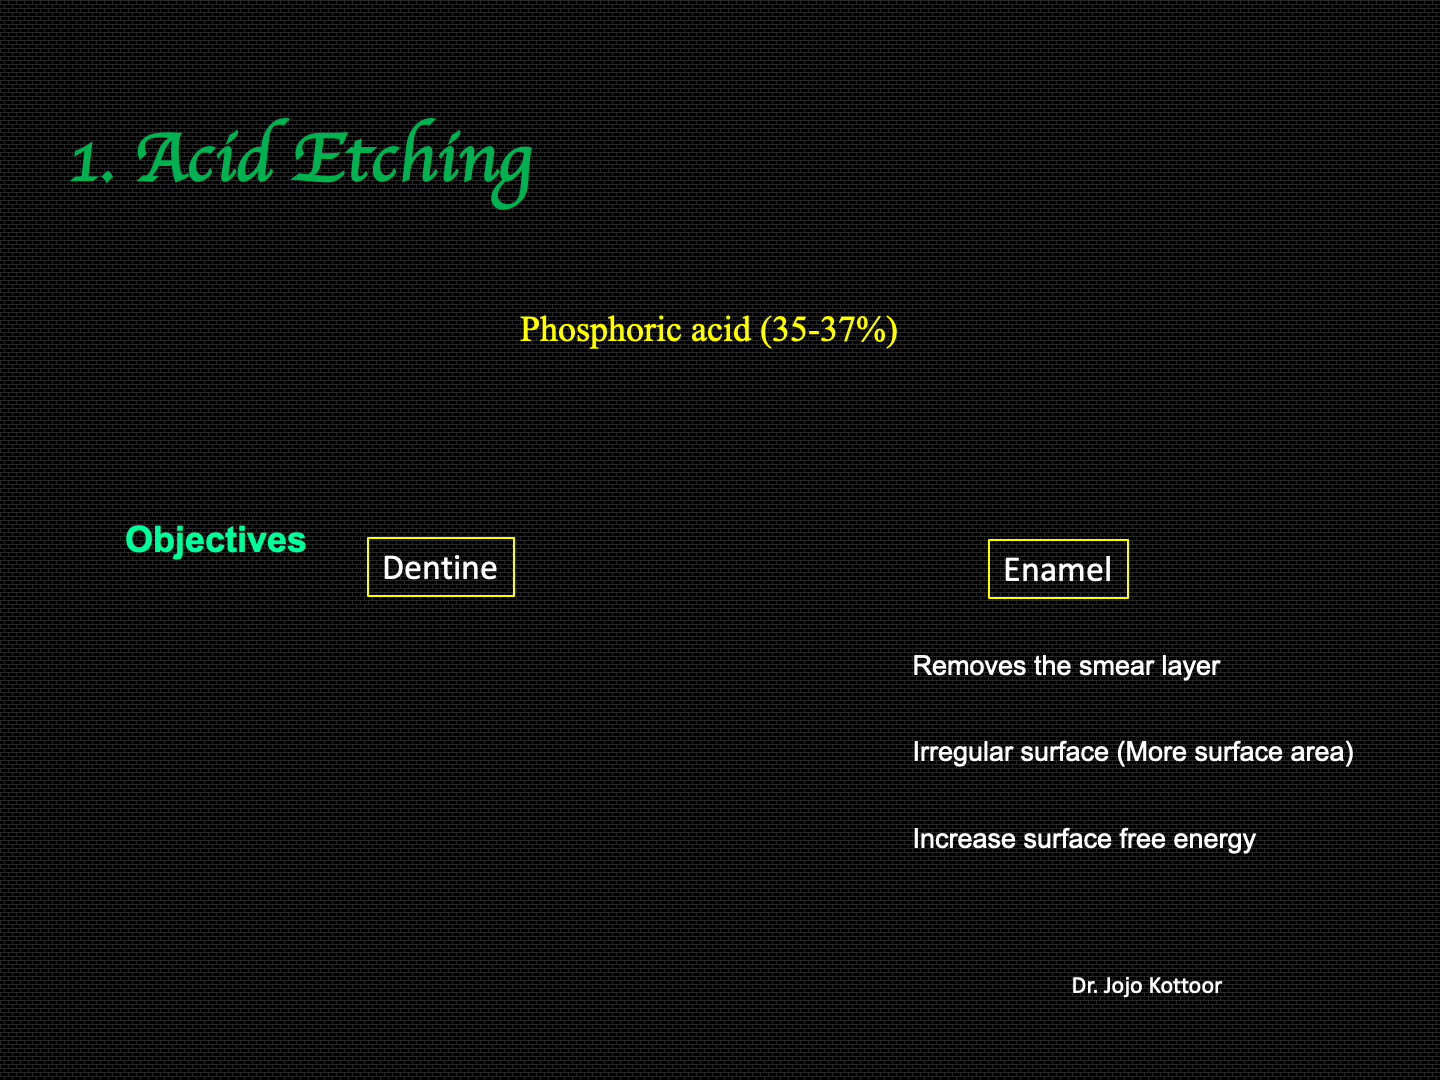 1. Acid Etching
Phosphoric acid (35-37%)
Objectives
Dentine
Enamel
Removes the smear layer
Irregular surface (More surface area)
Increase surface free energy
Dr. Jojo Kottoor